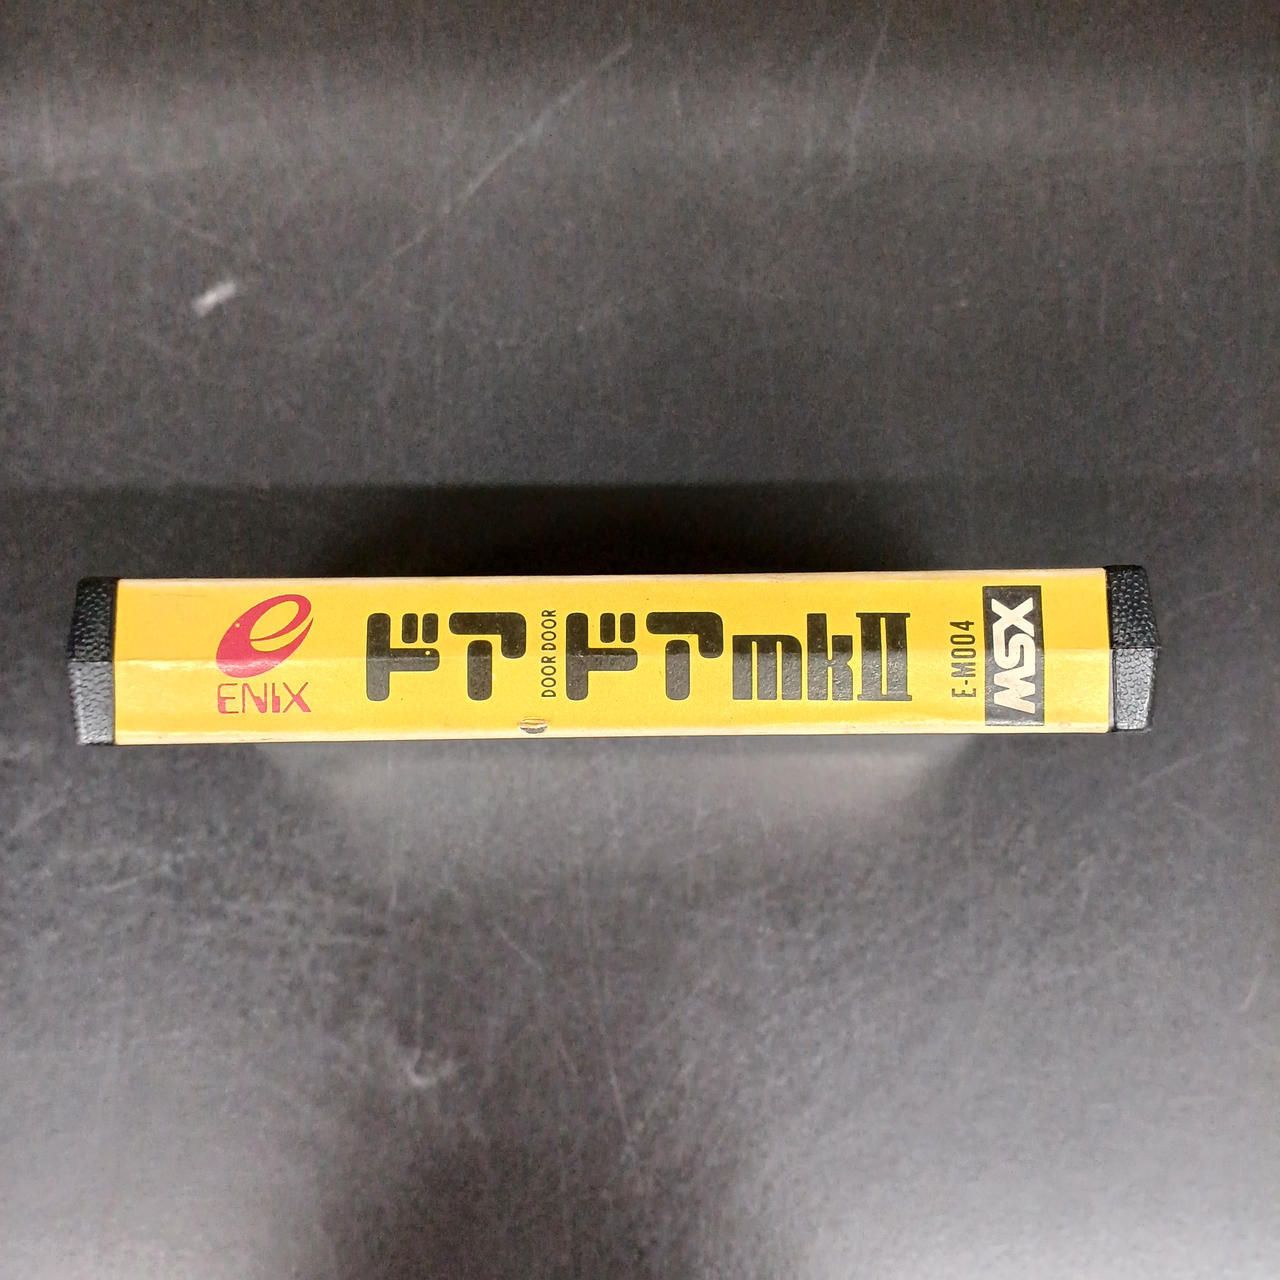 e
ENIX
ドア
DOOR DOOR
ドアmkII
E-M004
MSX